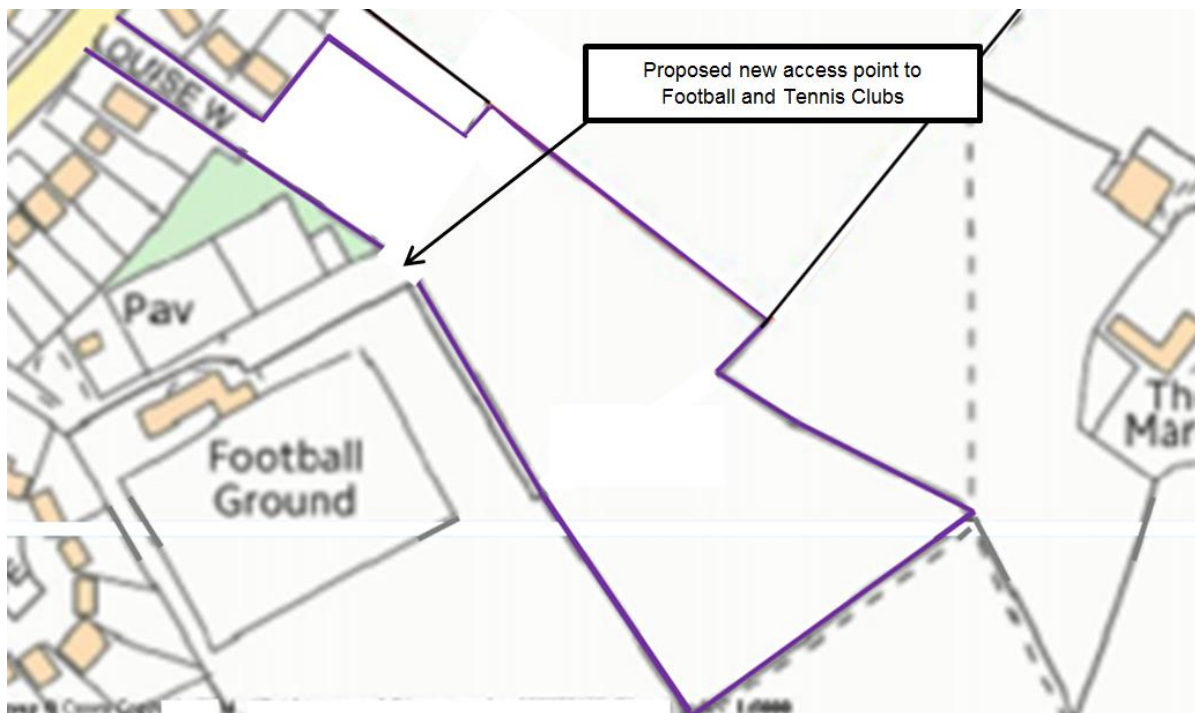 LOUISE W
Proposed new access point to
Football and Tennis Clubs
Pav
Football
Ground
Th
Mar